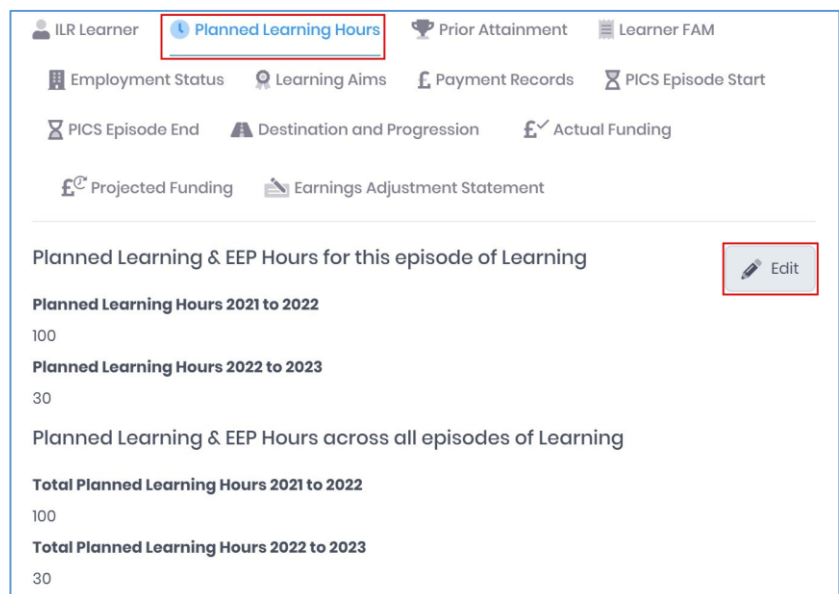 ILR Learner Planned Learning Hours Prior Attainment Learner FAM
Employment Status Learning Aims £ Payment Records PICS Episode Start
PICS Episode End Destination and Progression £ Actual Funding
£ Projected Funding Earnings Adjustment Statement
Planned Learning & EEP Hours for this episode of Learning
Edit
Planned Learning Hours 2021 to 2022
100
Planned Learning Hours 2022 to 2023
30
Planned Learning & EEP Hours across all episodes of Learning
Total Planned Learning Hours 2021 to 2022
100
Total Planned Learning Hours 2022 to 2023
30